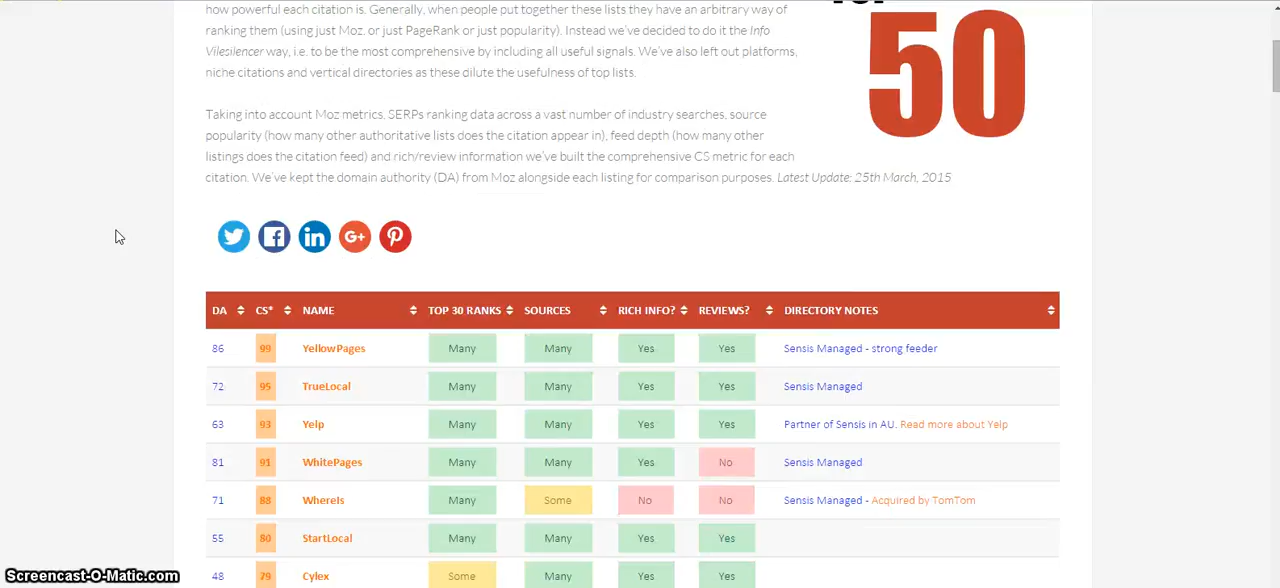 how powerful each citation is. Generally, when people put together these lists they have an arbitrary way of
ranking them (using just Moz, or just PageRank or just popularity). Instead we've decided to do it the Info
Vilesilencer way, i.e. to be the most comprehensive by including all useful signals. We've also left out platforms,
niche citations and vertical directories as these dilute the usefulness of top lists.
50
Taking into account Moz metrics, SERPs ranking data across a vast number of industry searches, source
popularity (how many other authoritative lists does the citation appear in), feed depth (how many other
listings does the citation feed) and rich/review information we've built the comprehensive CS metric for each
citation. We've kept the domain authority (DA) from Moz alongside each listing for comparison purposes. Latest Update: 25th March, 2015
DA CS* NAME TOP 30 RANKS SOURCES RICH INFO? REVIEWS? DIRECTORY NOTES
86 99 YellowPages Many Many Yes Yes Sensis Managed - strong feeder
72 95 TrueLocal Many Many Yes Yes Sensis Managed
63 93 Yelp Many Many Yes Yes Partner of Sensis in AU. Read more about Yelp
81 91 WhitePages Many Many Yes No Sensis Managed
71 88 WhereIs Many Some No No Sensis Managed - Acquired by TomTom
55 80 StartLocal Many Many Yes Yes
48 79 Cylex Some Many Yes Yes
Screencast-O-Matic.com